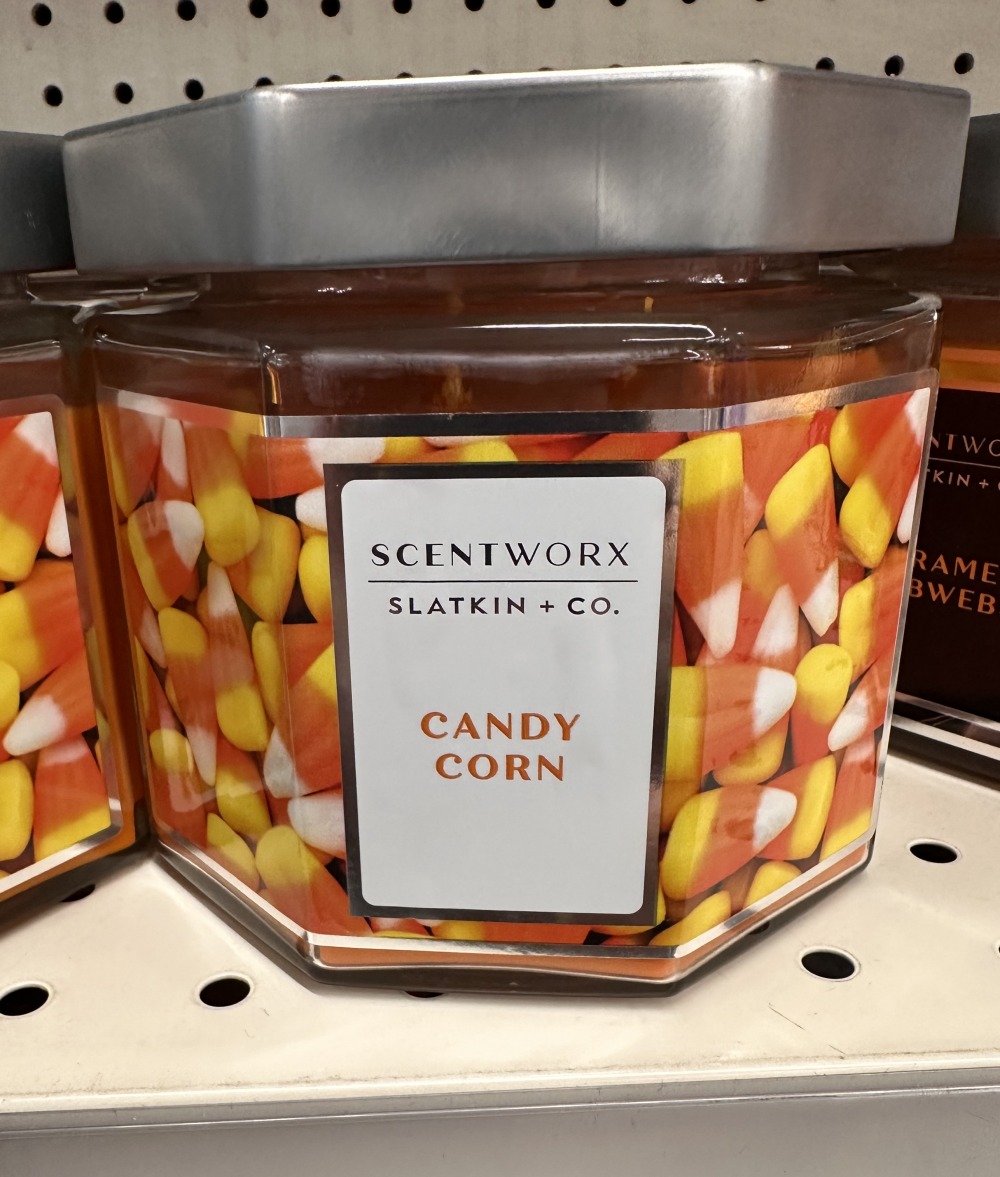 SCENTWORX
SLATKIN + CO.
CANDY
CORN